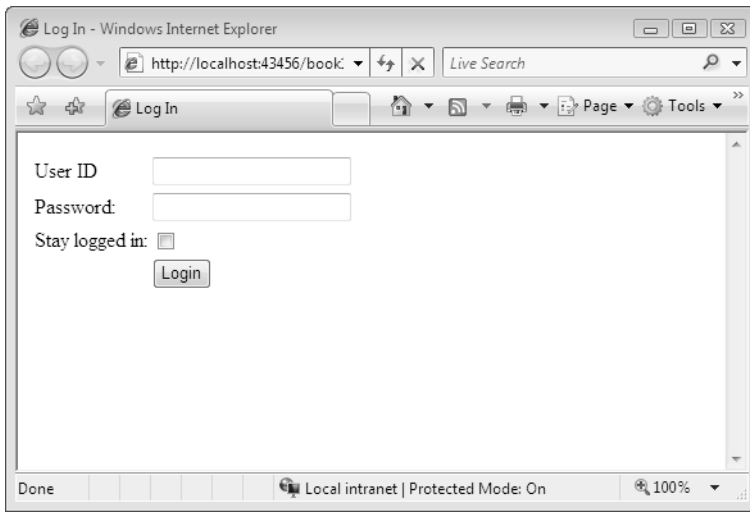 Log In - Windows Internet Explorer
http://localhost:43456/book
Live Search
Log In
Page
Tools
User ID
Password:
Stay logged in:
Login
Done
Local intranet | Protected Mode: On
100%